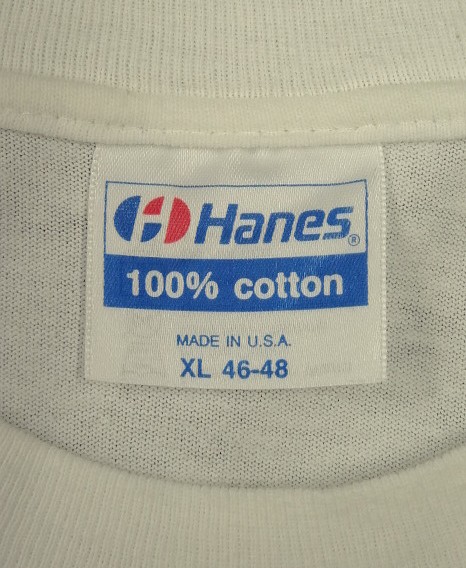 Hanes®
100% cotton
MADE IN U.S.A.
XL 46-48